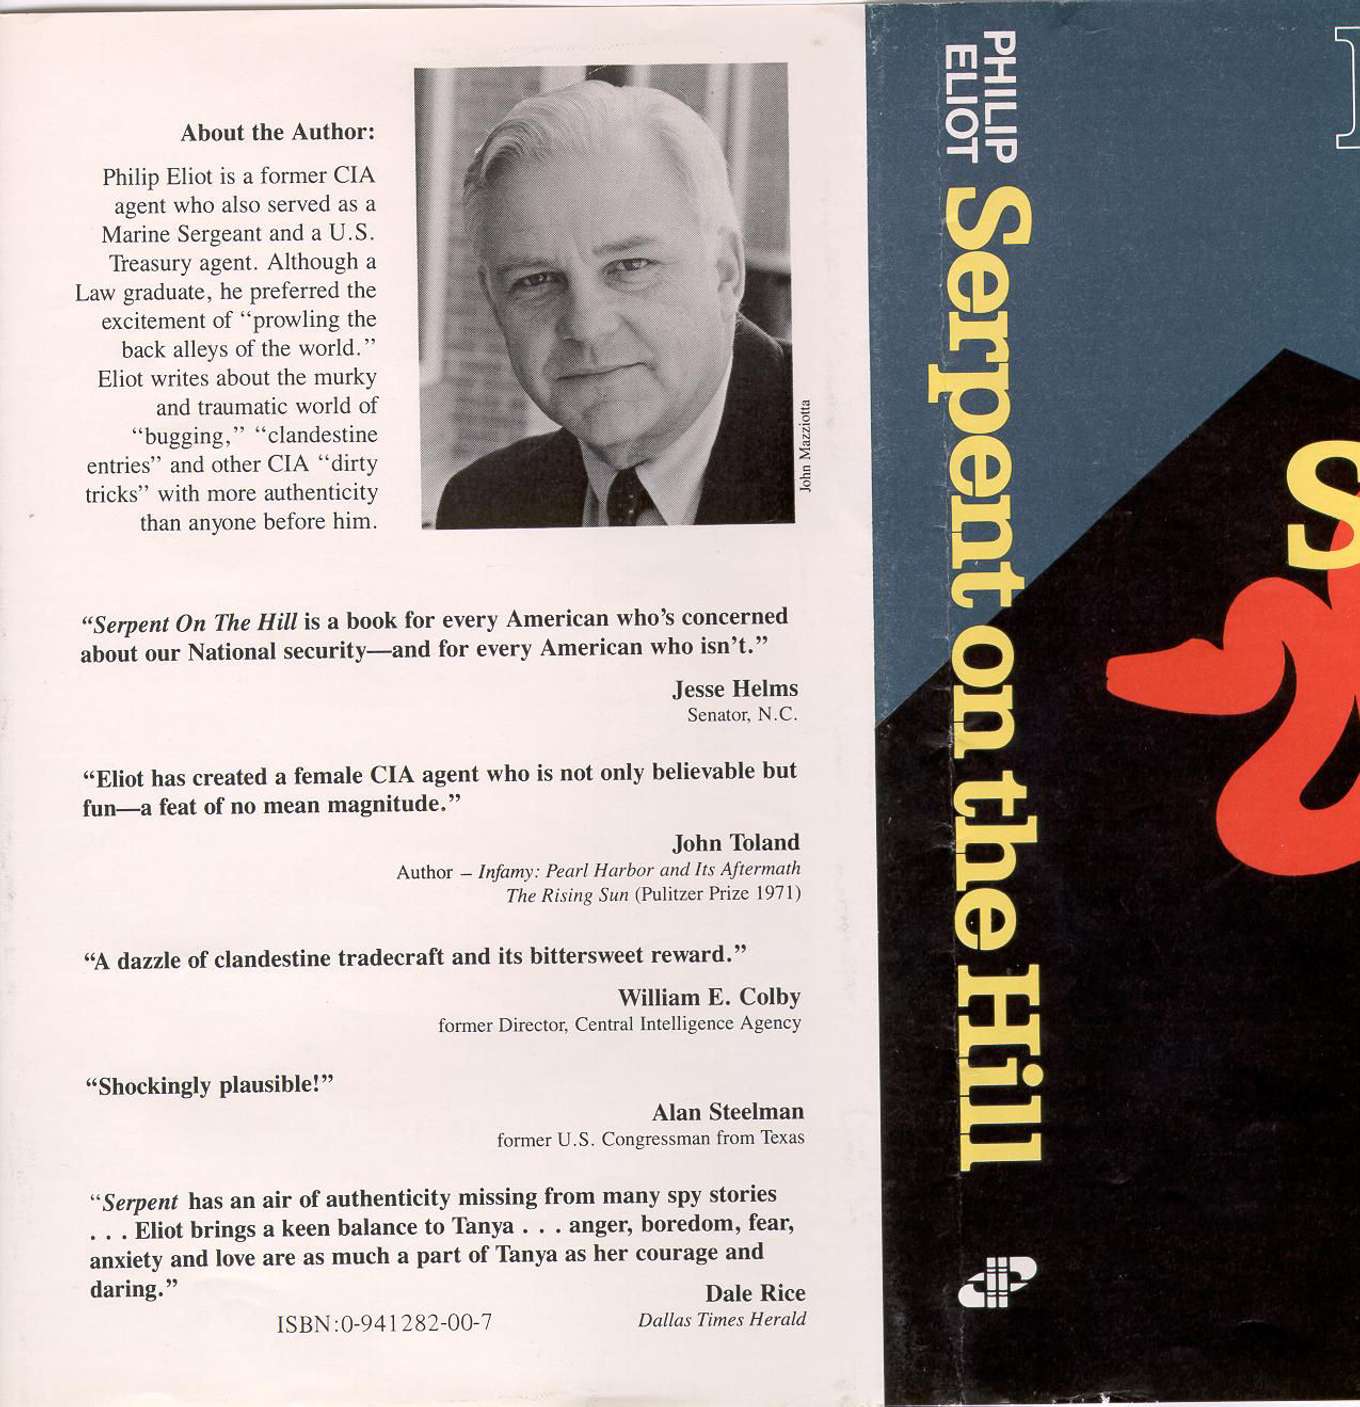 About the Author:
Philip Eliot is a former CIA
agent who also served as a
Marine Sergeant and a U.S.
Treasury agent. Although a
Law graduate, he preferred the
excitement of “prowling the
back alleys of the world.”
Eliot writes about the murky
and traumatic world of
“bugging,” “clandestine
entries” and other CIA “dirty
tricks” with more authenticity
than anyone before him.
John Mazziotta
“Serpent On The Hill is a book for every American who’s concerned
about our National security—and for every American who isn’t.”
Jesse Helms
Senator, N.C.
“Eliot has created a female CIA agent who is not only believable but
fun—a feat of no mean magnitude.”
John Toland
Author – Infamy: Pearl Harbor and Its Aftermath
The Rising Sun (Pulitzer Prize 1971)
“A dazzle of clandestine tradecraft and its bittersweet reward.”
William E. Colby
former Director, Central Intelligence Agency
“Shockingly plausible!”
Alan Steelman
former U.S. Congressman from Texas
“Serpent has an air of authenticity missing from many spy stories
. . . Eliot brings a keen balance to Tanya . . . anger, boredom, fear,
anxiety and love are as much a part of Tanya as her courage and
daring.”
Dale Rice
Dallas Times Herald
ISBN:0-941282-00-7
PHILIP
ELIOT
Serpent on the Hill
S